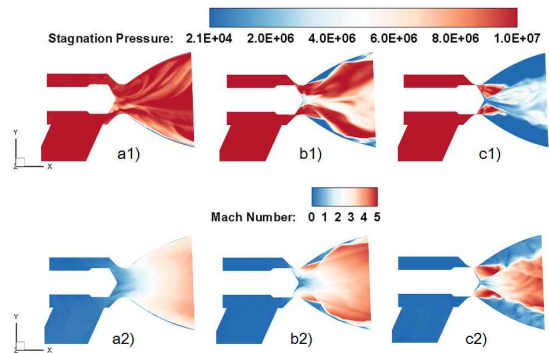 Stagnation Pressure: 2.1E+04 2.0E+06 4.0E+06 6.0E+06 8.0E+06 1.0E+07
Y
Z X
a1) b1) c1)
Mach Number: 0 1 2 3 4 5
Y
Z X
a2) b2) c2)